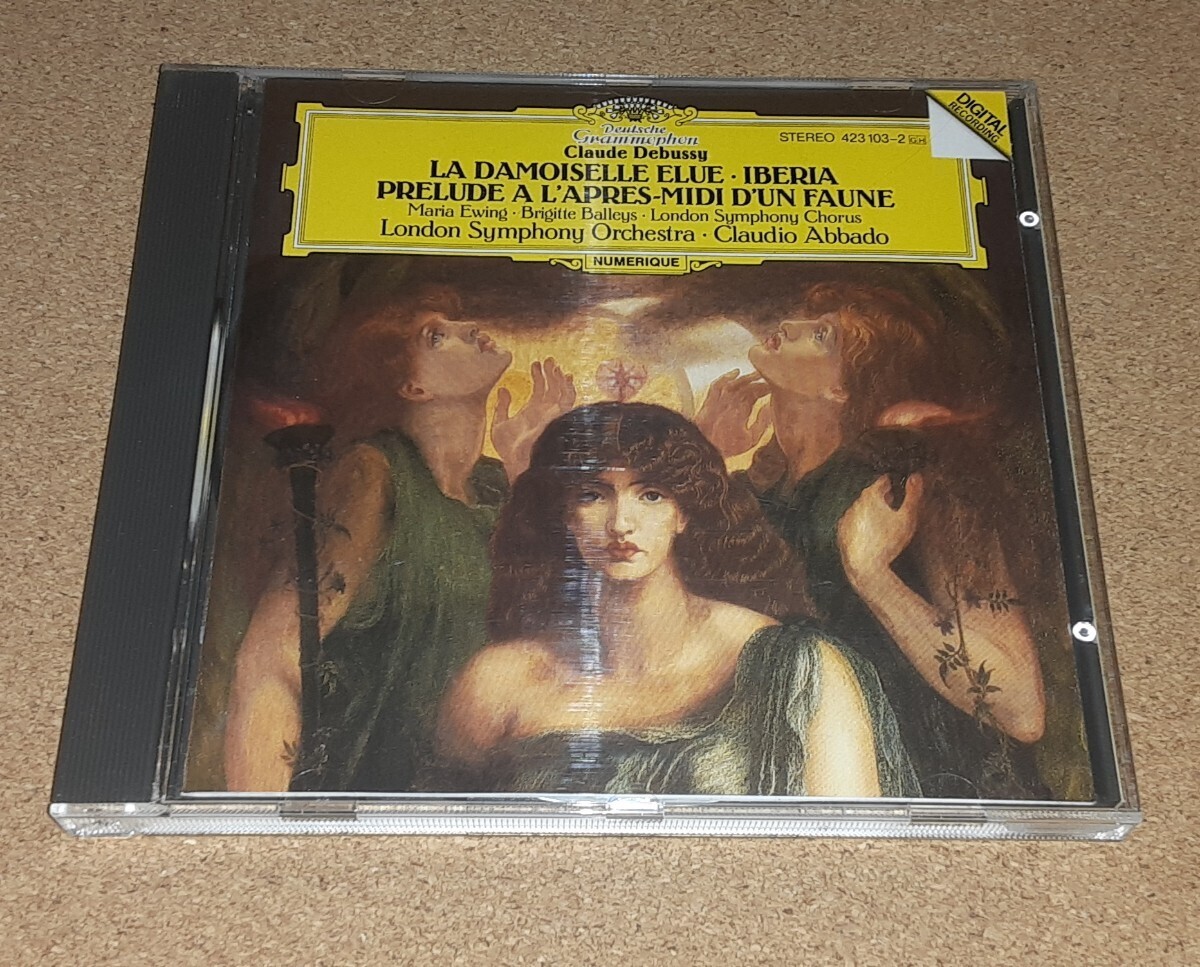 Deutsche
Grammophon
STEREO 423 103-2 GH
DIGITAL
RECORDING
Claude Debussy
LA DAMOISELLE ELUE · IBERIA
PRELUDE A L'APRES-MIDI D'UN FAUNE
Maria Ewing · Brigitte Balleys · London Symphony Chorus
London Symphony Orchestra · Claudio Abbado
NUMERIQUE